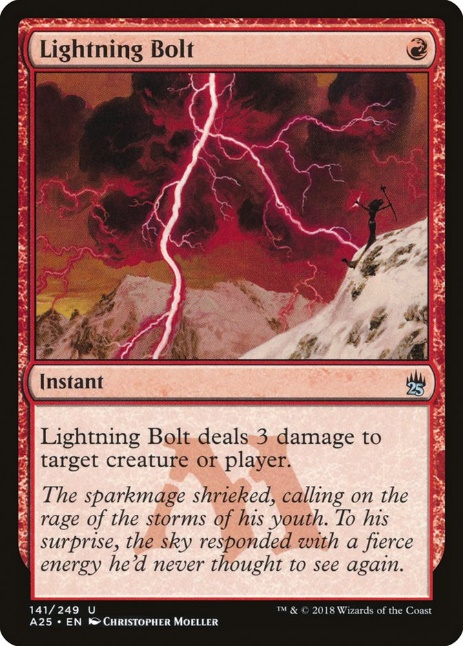 Lightning Bolt
25
Instant
Lightning Bolt deals 3 damage to
target creature or player.
The sparkmage shrieked, calling on the
rage of the storms of his youth. To his
surprise, the sky responded with a fierce
energy he'd never thought to see again.
141/249 U
A25 • EN Christopher Moeller
™ & © 2018 Wizards of the Coast